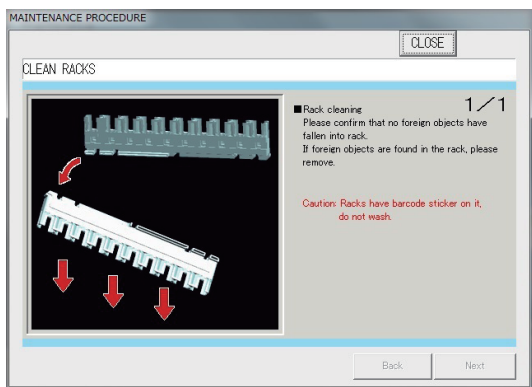 MAINTENANCE PROCEDURE
CLOSE
CLEAN RACKS
■Rack cleaning 1/1
Please confirm that no foreign objects have
fallen into rack.
If foreign objects are found in the rack, please
remove.
Caution: Racks have barcode sticker on it,
do not wash.
Back Next